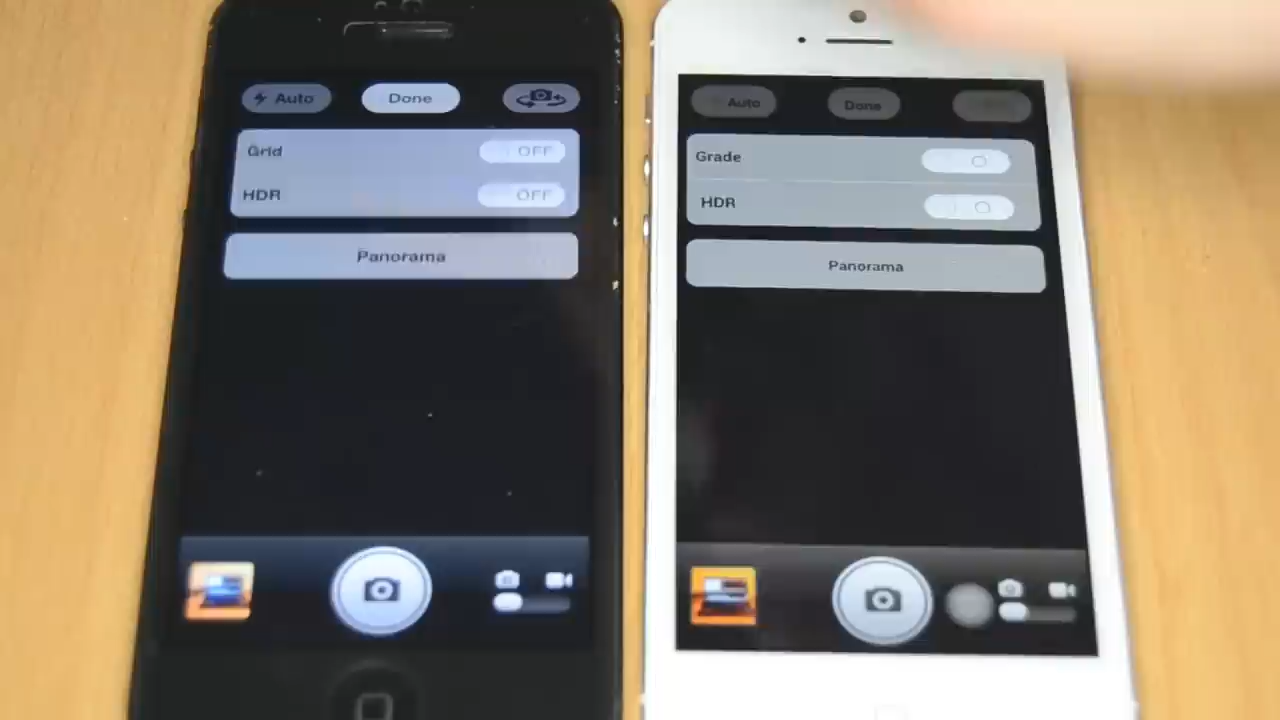 Auto Done
Grid OFF
HDR OFF
Panorama
Auto Done
Grade
HDR
Panorama